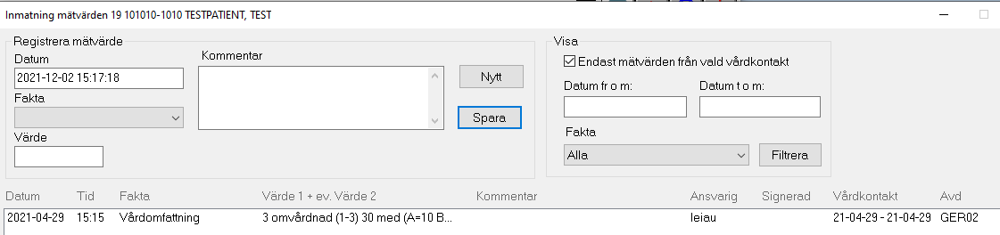 Inmatning mätvärden 19 101010-1010 TESTPATIENT, TEST
Registrera mätvärde
Datum
2021-12-02 15:17:18
Fakta
Värde
Kommentar
Nytt
Spara
Visa
Endast mätvärden från vald vårdkontakt
Datum fr o m: Datum t o m:
Fakta
Alla
Filtrera
Datum Tid Fakta Värde 1 + ev. Värde 2 Kommentar Ansvarig Signerad Vårdkontakt Avd
2021-04-29 15:15 Vårdomfattning 3 omvårdnad (1-3) 30 med (A=10 B... leiau 21-04-29 - 21-04-29 GER02